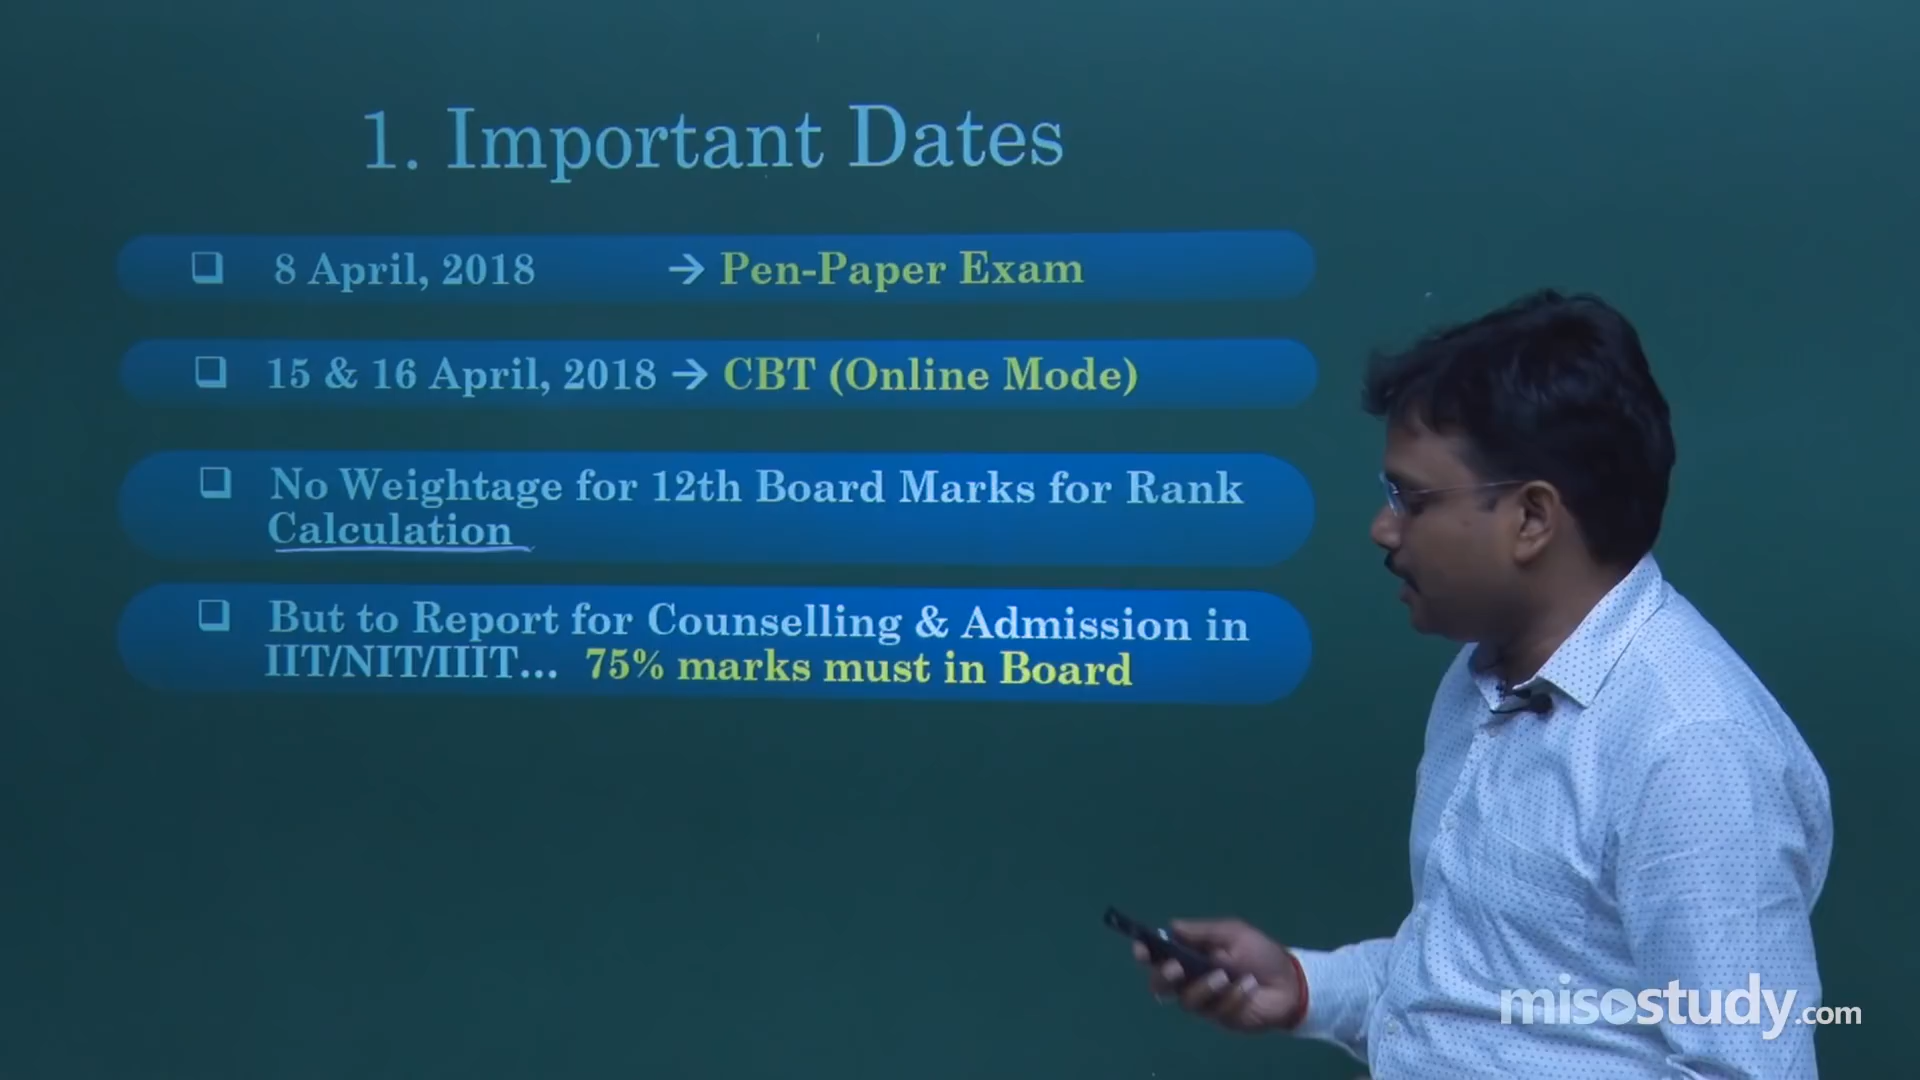 1. Important Dates
8 April, 2018 → Pen-Paper Exam
15 & 16 April, 2018 → CBT (Online Mode)
No Weightage for 12th Board Marks for Rank
Calculation
But to Report for Counselling & Admission in
IIT/NIT/IIIT... 75% marks must in Board
misostudy.com